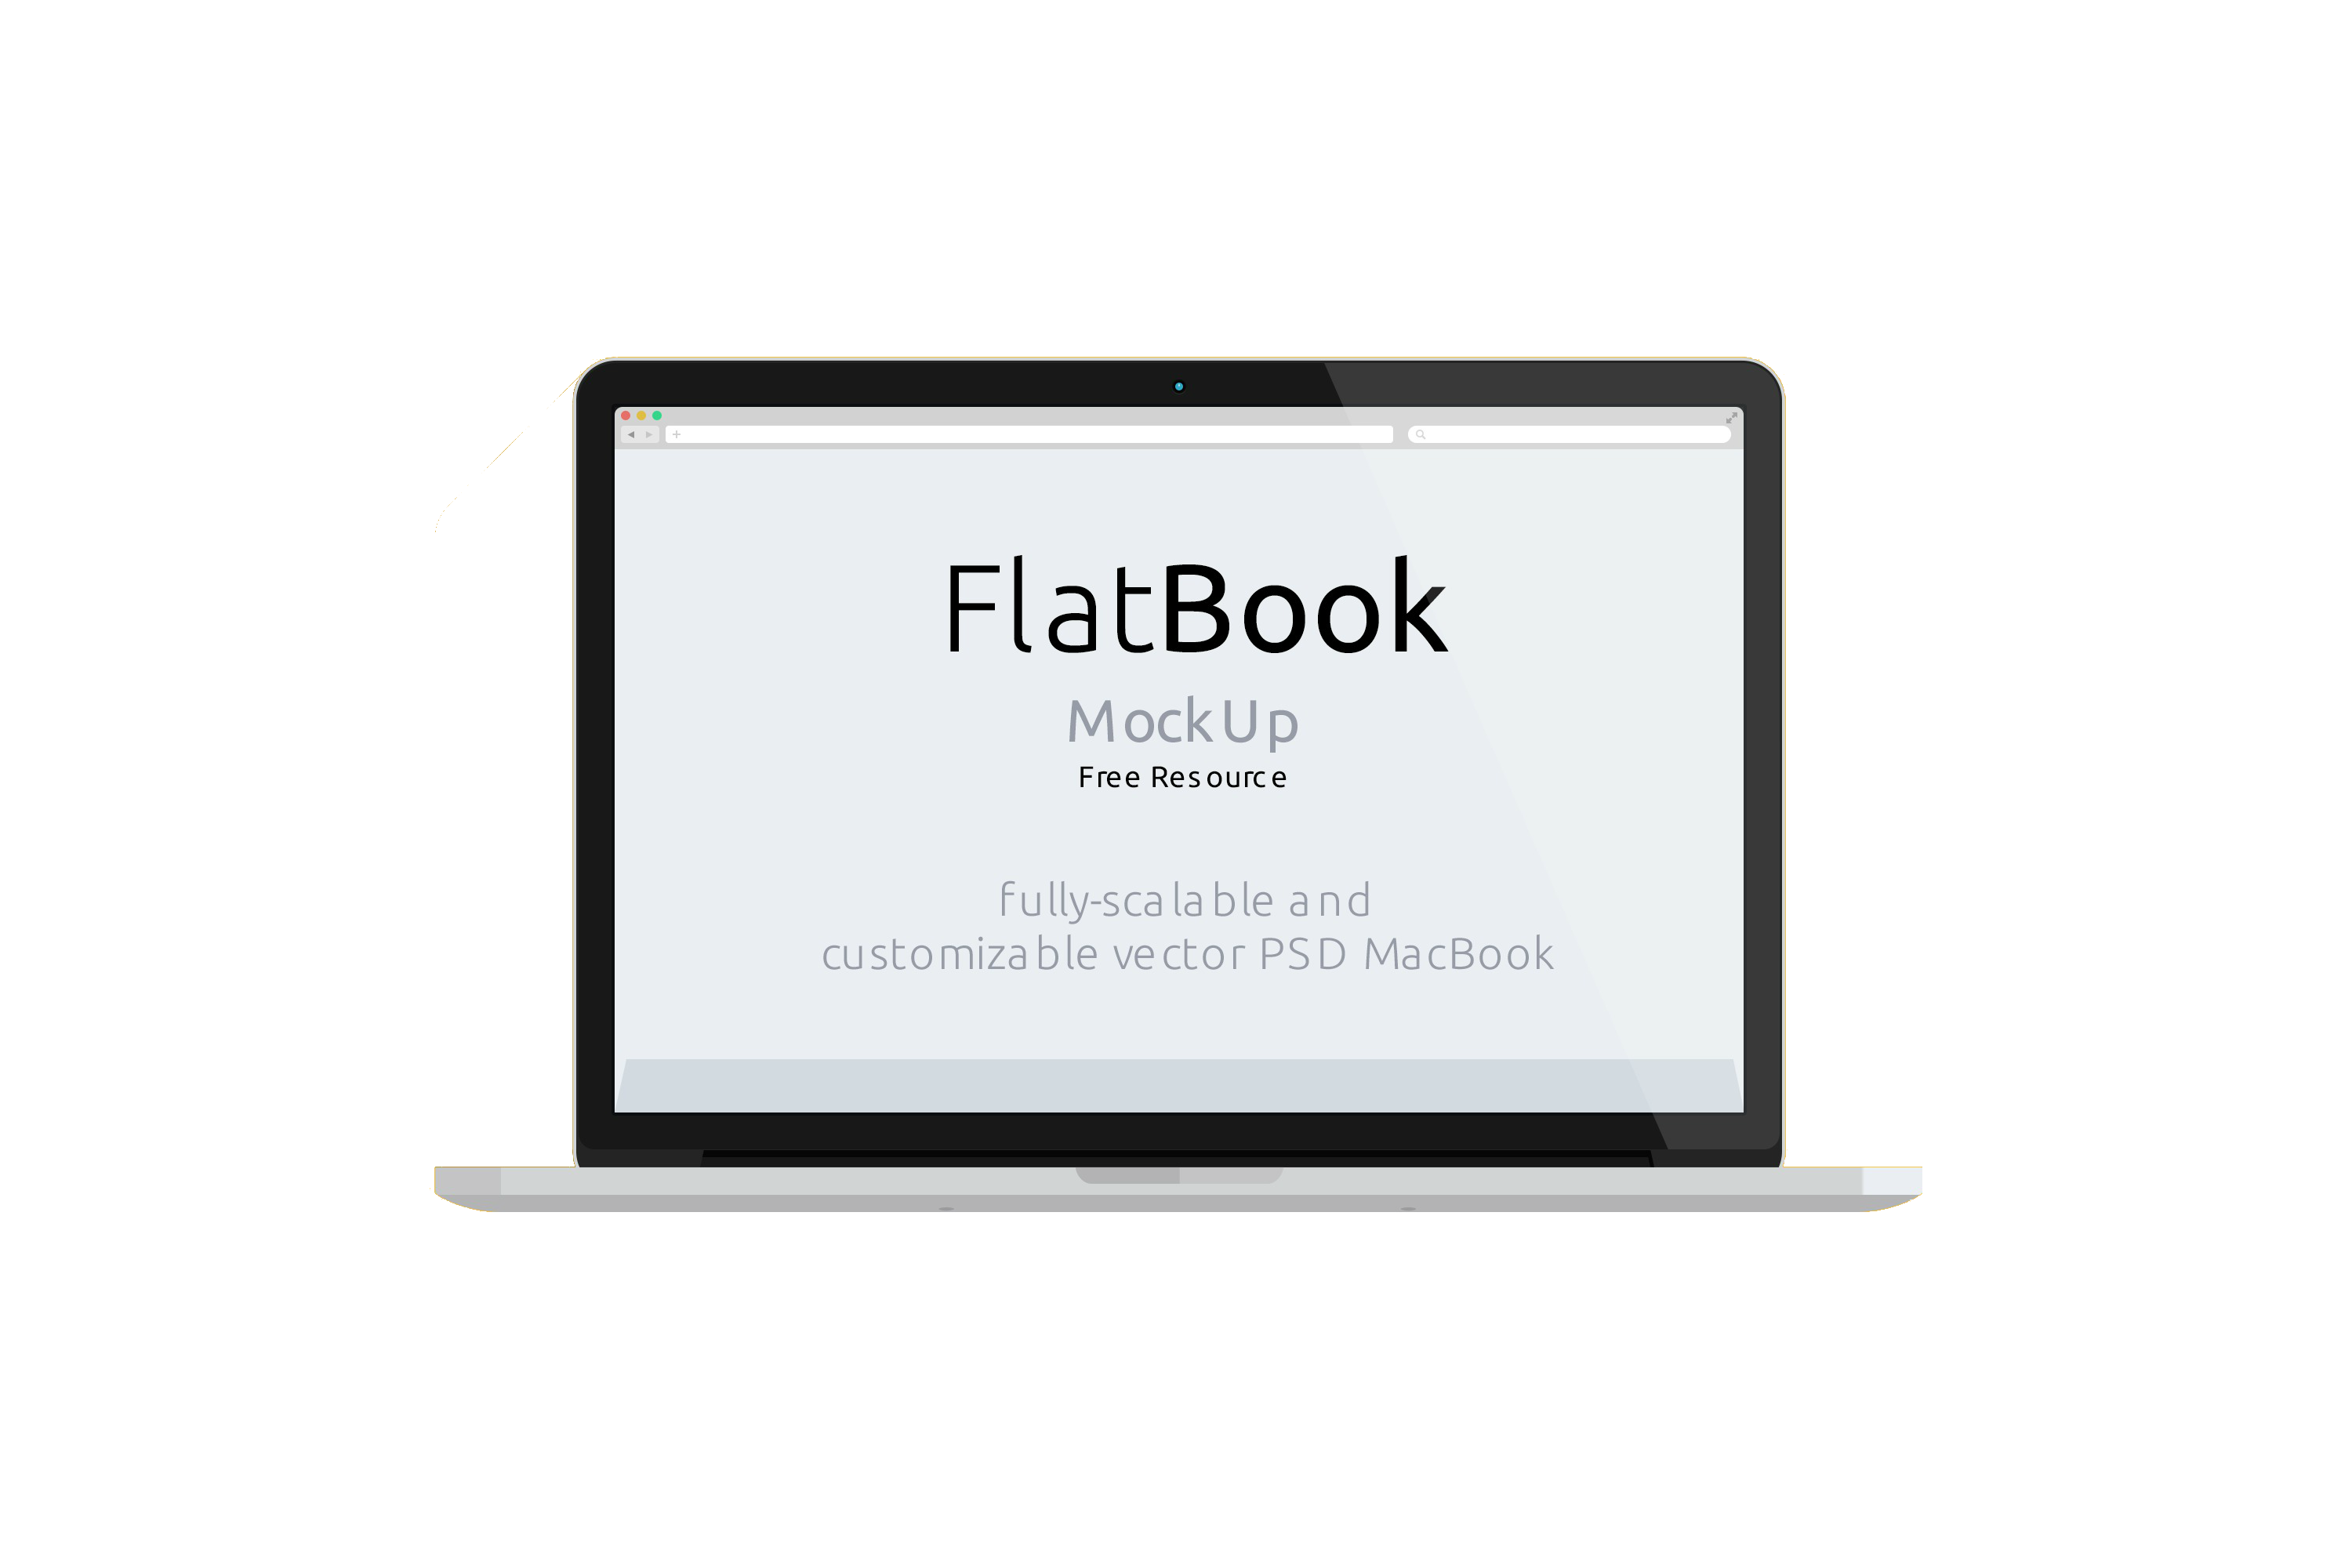 FlatBook
MockUp
Free Resource
fully-scalable and
customizable vector PSD MacBook